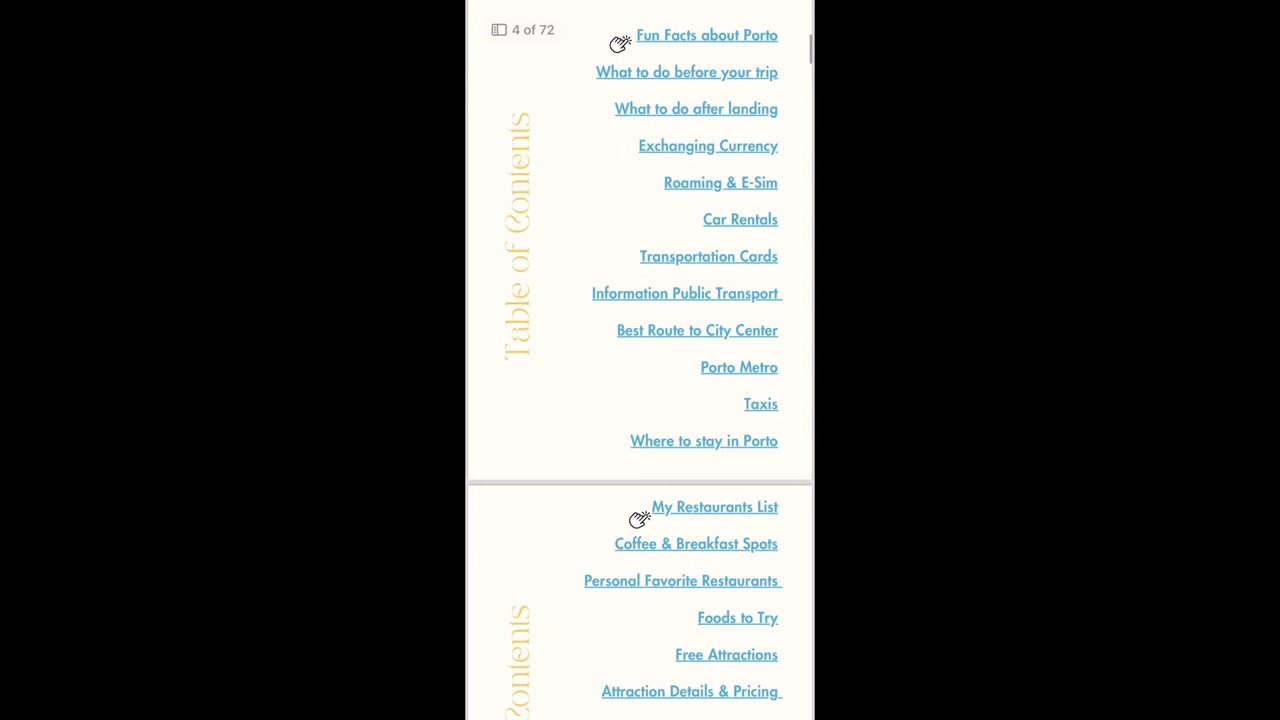 4 of 72
Table of Contents
Fun Facts about Porto
What to do before your trip
What to do after landing
Exchanging Currency
Roaming & E-Sim
Car Rentals
Transportation Cards
Information Public Transport
Best Route to City Center
Porto Metro
Taxis
Where to stay in Porto
Contents
My Restaurants List
Coffee & Breakfast Spots
Personal Favorite Restaurants
Foods to Try
Free Attractions
Attraction Details & Pricing